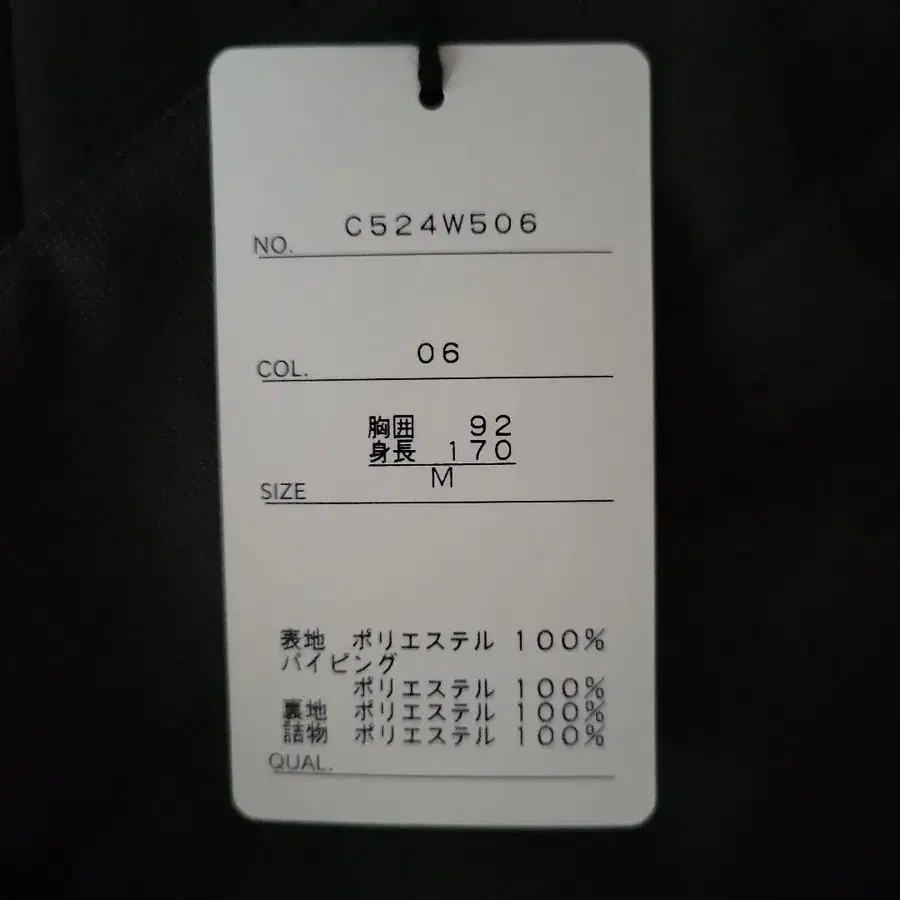 NO. C524W506
COL. 06
胸囲 92
身長 170
SIZE M
表地 ポリエステル 100%
パイピング
ポリエステル 100%
裏地 ポリエステル 100%
詰物 ポリエステル 100%
QUAL.